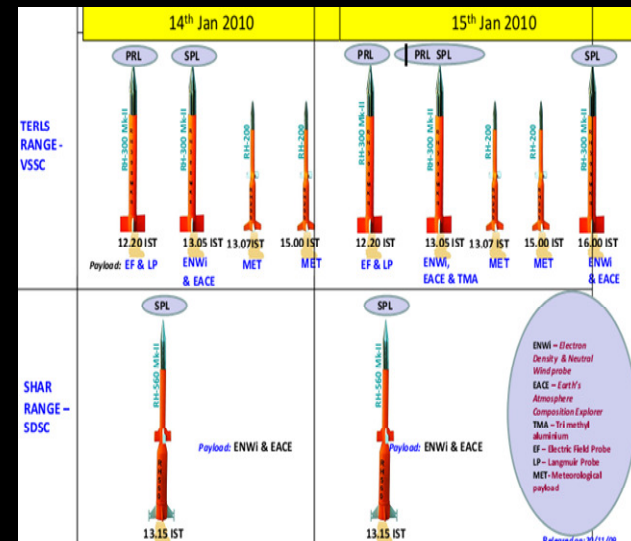 14th Jan 2010
15th Jan 2010
TERLS
RANGE -
VSSC
PRL
SPL
PRL
PRL SPL
SPL
RH-300 Mk-II
RH-300 Mk-II
RH-200
RH-200
RH-300 Mk-II
RH-300 Mk-II
RH-200
RH-200
RH-300 Mk-II
12.20 IST
13.05 IST
13.07IST
15.00 IST
12.20 IST
13.05 IST
13.07 IST
15.00 IST
16.00 IST
Payload: EF & LP
ENWi
& EACE
MET
MET
EF & LP
ENWi,
EACE & TMA
MET
MET
ENWi
& EACE
SHAR
RANGE –
SDSC
SPL
SPL
RH-560 Mk-II
RH-560 Mk-II
Payload: ENWi & EACE
Payload: ENWi & EACE
13.15 IST
13.15 IST
ENWi – Electron
Density & Neutral
Wind probe
EACE – Earth's
Atmosphere
Composition Explorer
TMA – Tri methyl
aluminium
EF – Electric Field Probe
LP – Langmuir Probe
MET- Meteorological
payload